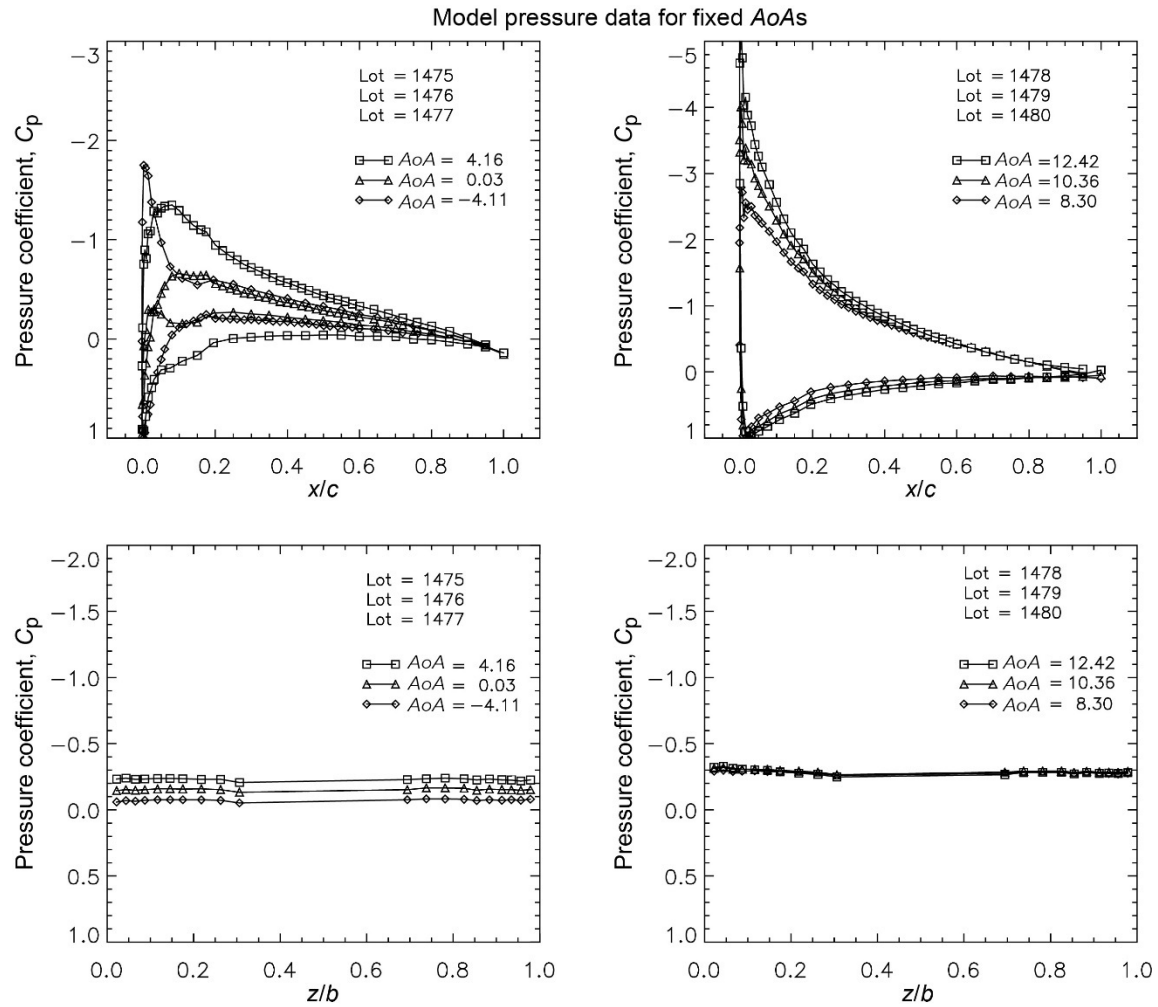 Model pressure data for fixed AoAs
Pressure coefficient, Cp
−3
−2
−1
0
1
Lot = 1475
Lot = 1476
Lot = 1477
AoA = 4.16
AoA = 0.03
AoA = −4.11
0.0 0.2 0.4 0.6 0.8 1.0
x/c
Pressure coefficient, Cp
−5
−4
−3
−2
−1
0
1
Lot = 1478
Lot = 1479
Lot = 1480
AoA = 12.42
AoA = 10.36
AoA = 8.30
0.0 0.2 0.4 0.6 0.8 1.0
x/c
Pressure coefficient, Cp
−2.0
−1.5
−1.0
−0.5
−0.0
0.5
1.0
Lot = 1475
Lot = 1476
Lot = 1477
AoA = 4.16
AoA = 0.03
AoA = −4.11
0.0 0.2 0.4 0.6 0.8 1.0
z/b
Pressure coefficient, Cp
−2.0
−1.5
−1.0
−0.5
−0.0
0.5
1.0
Lot = 1478
Lot = 1479
Lot = 1480
AoA = 12.42
AoA = 10.36
AoA = 8.30
0.0 0.2 0.4 0.6 0.8 1.0
z/b